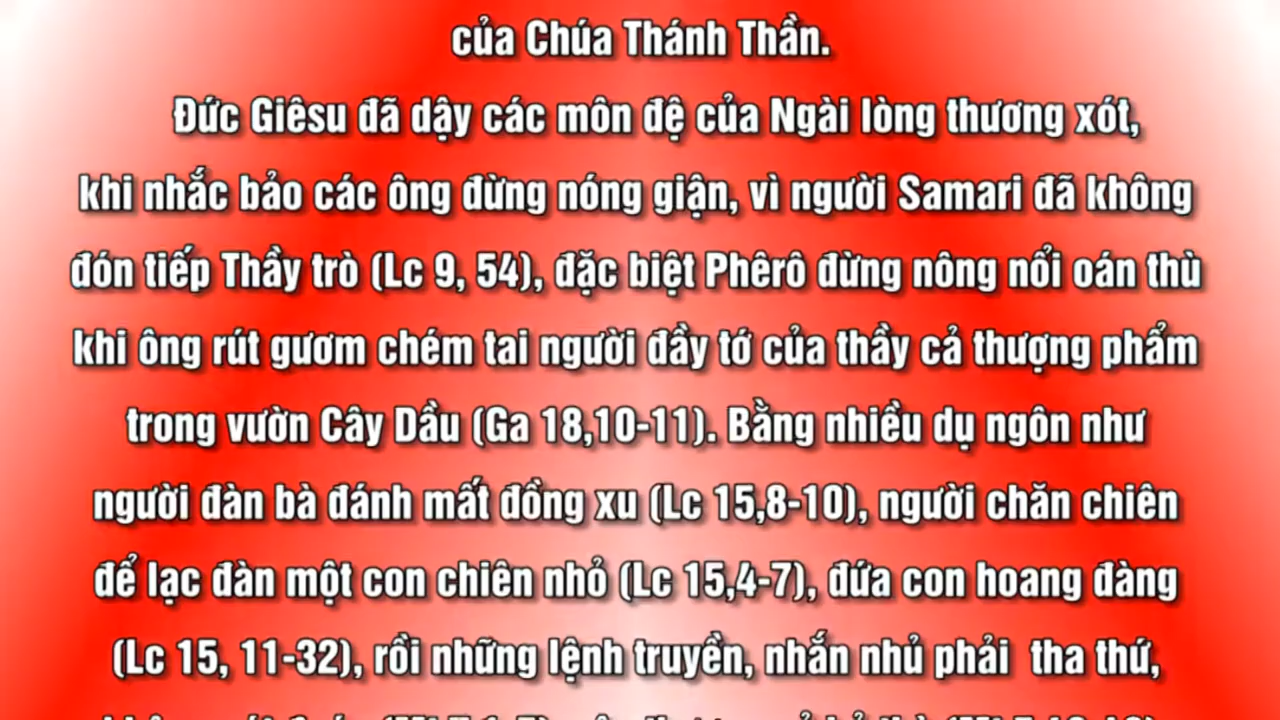 của Chúa Thánh Thần.
Đức Giêsu đã dậy các môn đệ của Ngài lòng thương xót,
khi nhắc bảo các ông đừng nóng giận, vì người Samari đã không
đón tiếp Thầy trò (Lc 9, 54), đặc biệt Phêrô đừng nông nổi oán thù
khi ông rút gươm chém tai người đầy tớ của thầy cả thượng phẩm
trong vườn Cây Dầu (Ga 18,10-11). Bằng nhiều dụ ngôn như
người đàn bà đánh mất đồng xu (Lc 15,8-10), người chăn chiên
để lạc đàn một con chiên nhỏ (Lc 15,4-7), đứa con hoang đàng
(Lc 15, 11-32), rồi những lệnh truyền, nhắn nhủ phải  tha thứ,